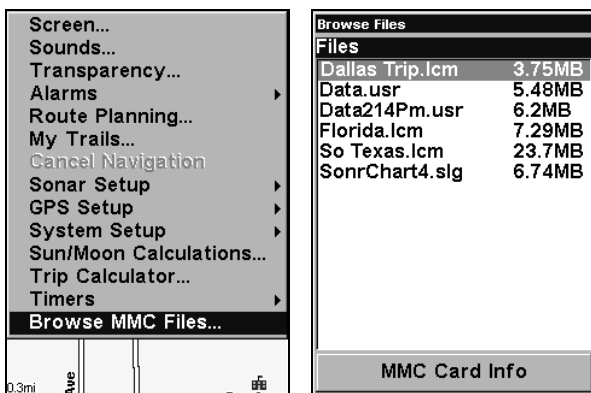 Screen...
Sounds...
Transparency...
Alarms
Route Planning...
My Trails...
Cancel Navigation
Sonar Setup
GPS Setup
System Setup
Sun/Moon Calculations...
Trip Calculator...
Timers
Browse MMC Files...
0.3mi
Ave
Browse Files
Files
Dallas Trip.lcm 3.75MB
Data.usr 5.48MB
Data214Pm.usr 6.2MB
Florida.lcm 7.29MB
So Texas.lcm 23.7MB
SonrChart4.slg 6.74MB
MMC Card Info